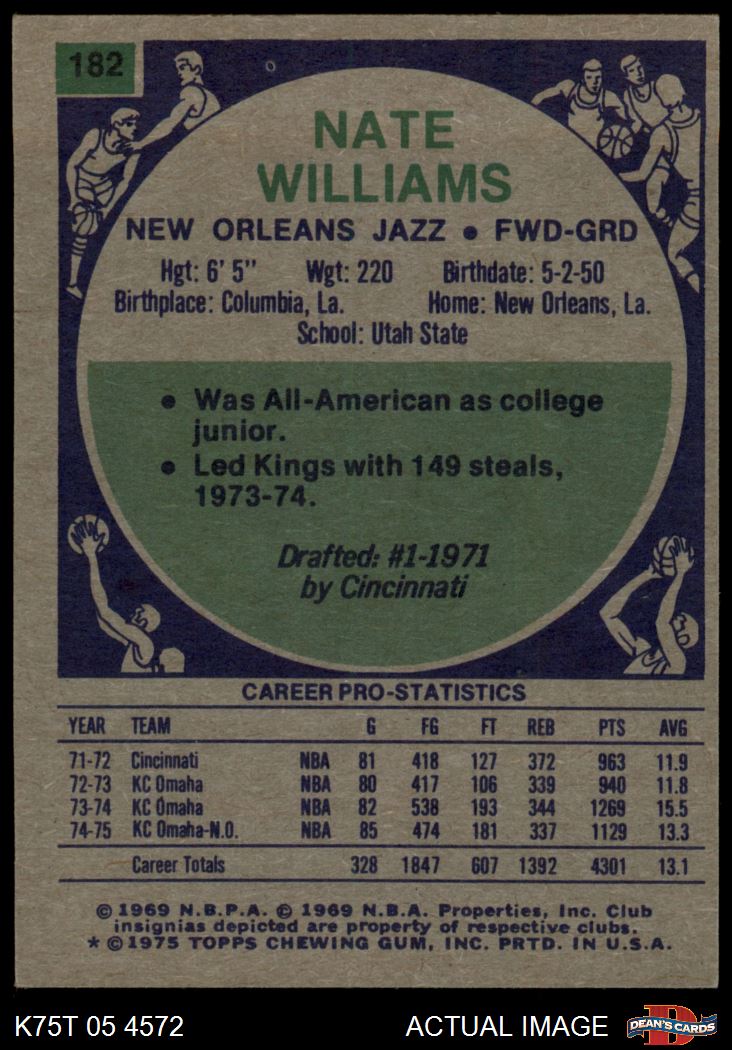 182
NATE
WILLIAMS
NEW ORLEANS JAZZ • FWD-GRD
Hgt: 6' 5" Wgt: 220 Birthdate: 5-2-50
Birthplace: Columbia, La. Home: New Orleans, La.
School: Utah State
• Was All-American as college
junior.
• Led Kings with 149 steals,
1973-74.
Drafted: #1-1971
by Cincinnati
CAREER PRO-STATISTICS
YEAR TEAM G FG FT REB PTS AVG
71-72 Cincinnati NBA 81 418 127 372 963 11.9
72-73 KC Omaha NBA 80 417 106 339 940 11.8
73-74 KC Omaha NBA 82 538 193 344 1269 15.5
74-75 KC Omaha-N.O. NBA 85 474 181 337 1129 13.3
Career Totals 328 1847 607 1392 4301 13.1
© 1969 N.B.P.A. © 1969 N.B.A. Properties, Inc. Club
insignias depicted are property of respective clubs.
* © 1975 TOPPS CHEWING GUM, INC. PRTD. IN U.S.A.
K75T 05 4572 ACTUAL IMAGE DEAN'S CARDS